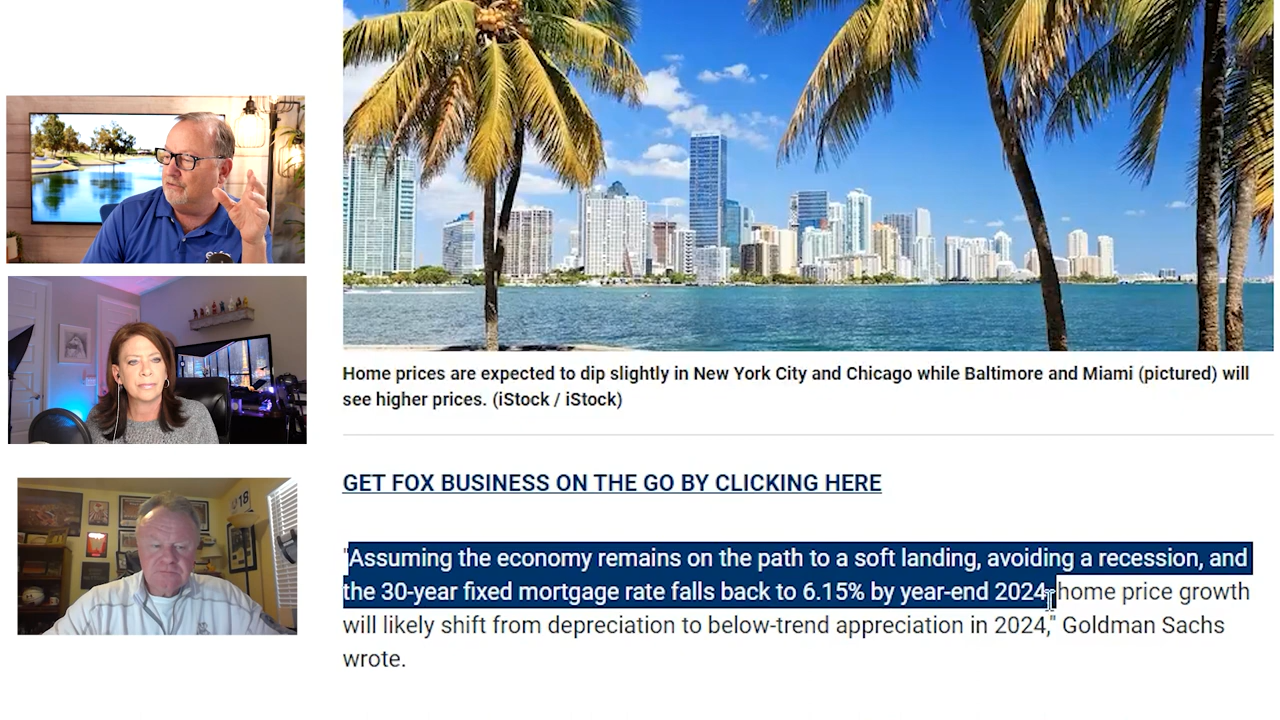 Home prices are expected to dip slightly in New York City and Chicago while Baltimore and Miami (pictured) will
see higher prices. (iStock / iStock)
GET FOX BUSINESS ON THE GO BY CLICKING HERE
"Assuming the economy remains on the path to a soft landing, avoiding a recession, and
the 30-year fixed mortgage rate falls back to 6.15% by year-end 2024, home price growth
will likely shift from depreciation to below-trend appreciation in 2024," Goldman Sachs
wrote.
18